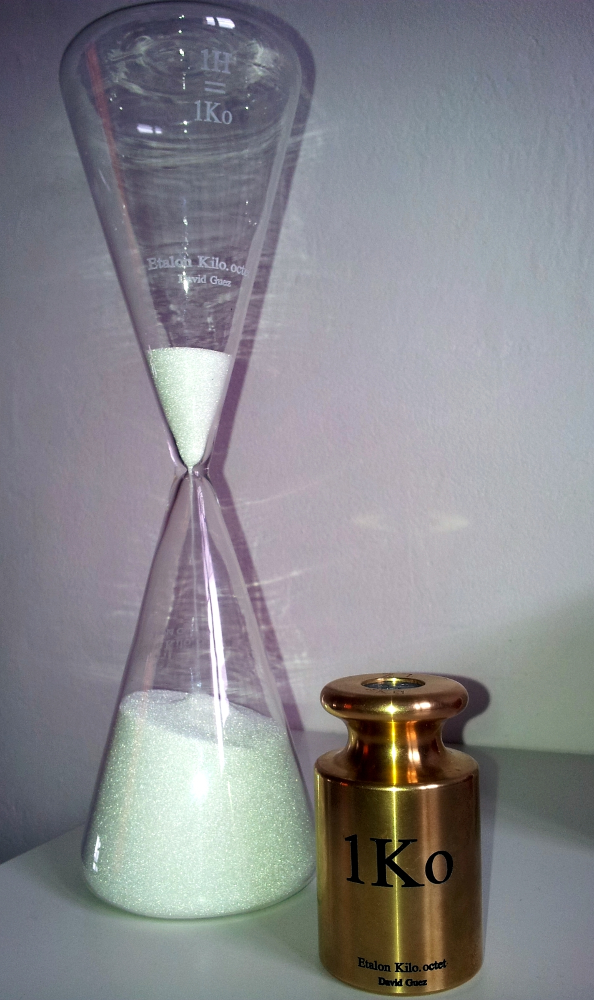 1H
=
1Ko
Etalon Kilo.octet
David Guez
1Ko
Etalon Kilo.octet
David Guez